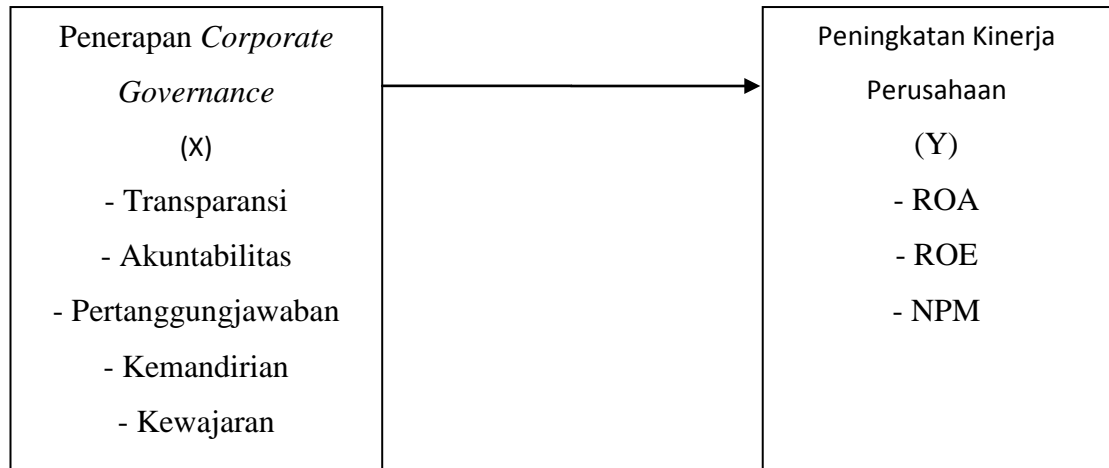 Penerapan Corporate
Governance
(X)
- Transparansi
- Akuntabilitas
- Pertanggungjawaban
- Kemandirian
- Kewajaran
Peningkatan Kinerja
Perusahaan
(Y)
- ROA
- ROE
- NPM